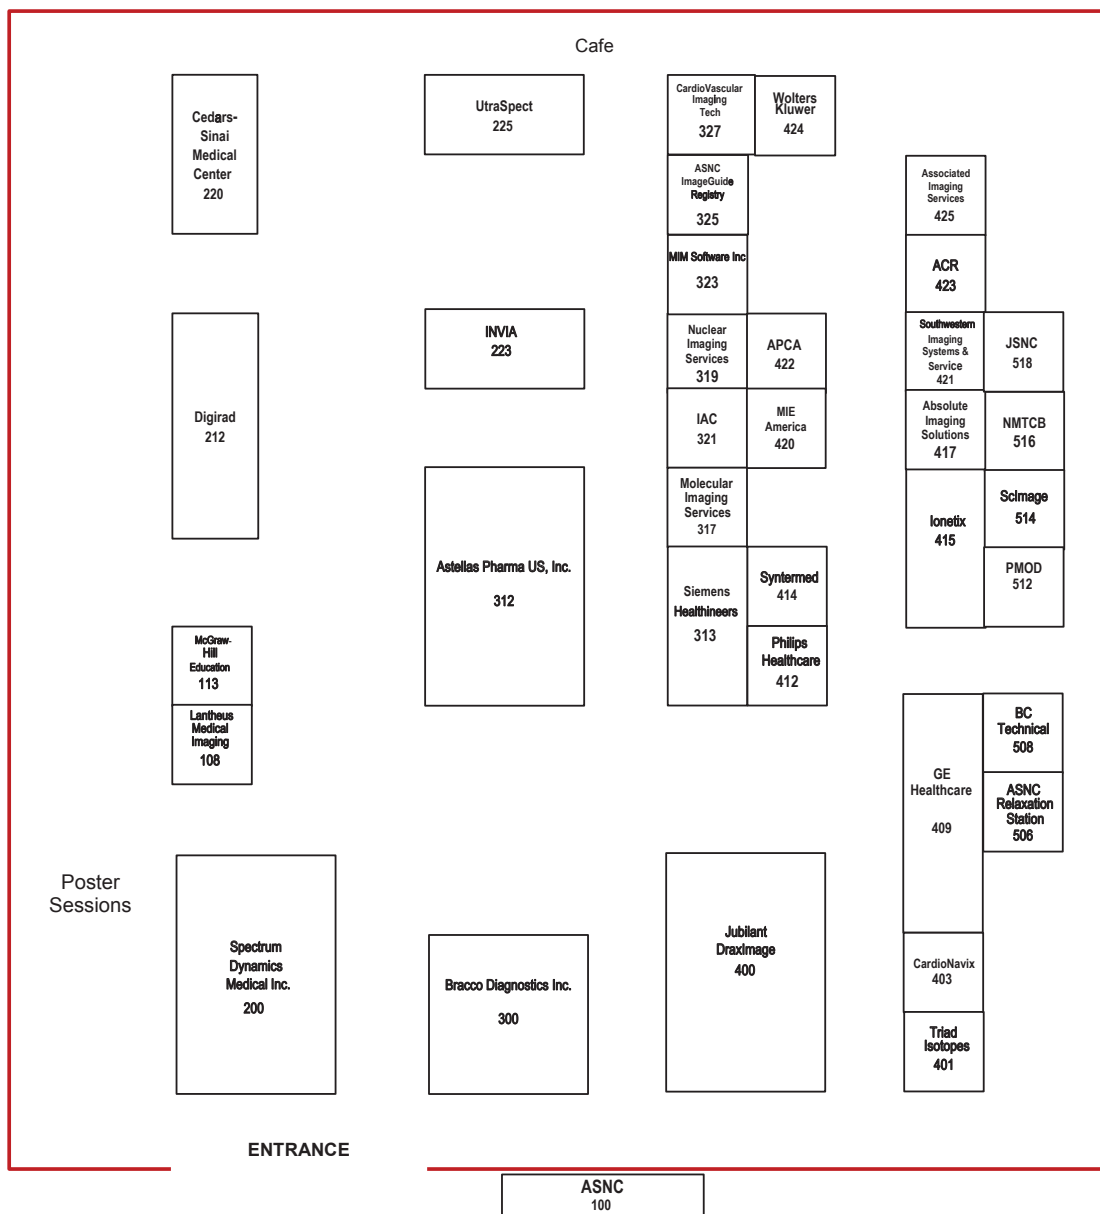 Cafe
Cedars-
Sinai
Medical
Center
220
UtraSpect
225
CardioVascular
Imaging
Tech
327
Wolters
Kluwer
424
ASNC
ImageGuide
Registry
325
Associated
Imaging
Services
425
MIM Software Inc
323
ACR
423
Digirad
212
INVIA
223
Nuclear
Imaging
Services
319
APCA
422
Southwestern
Imaging
Systems &
Service
421
JSNC
518
IAC
321
MIE
America
420
Absolute
Imaging
Solutions
417
NMTCB
516
Astellas Pharma US, Inc.
312
Molecular
Imaging
Services
317
Ionetix
415
ScImage
514
Siemens
Healthineers
313
Syntermed
414
PMOD
512
Philips
Healthcare
412
McGraw-
Hill
Education
113
Lantheus
Medical
Imaging
108
GE
Healthcare
409
BC
Technical
508
ASNC
Relaxation
Station
506
Poster
Sessions
Spectrum
Dynamics
Medical Inc.
200
Bracco Diagnostics Inc.
300
Jubilant
DraxImage
400
CardioNavix
403
Triad
Isotopes
401
ENTRANCE
ASNC
100